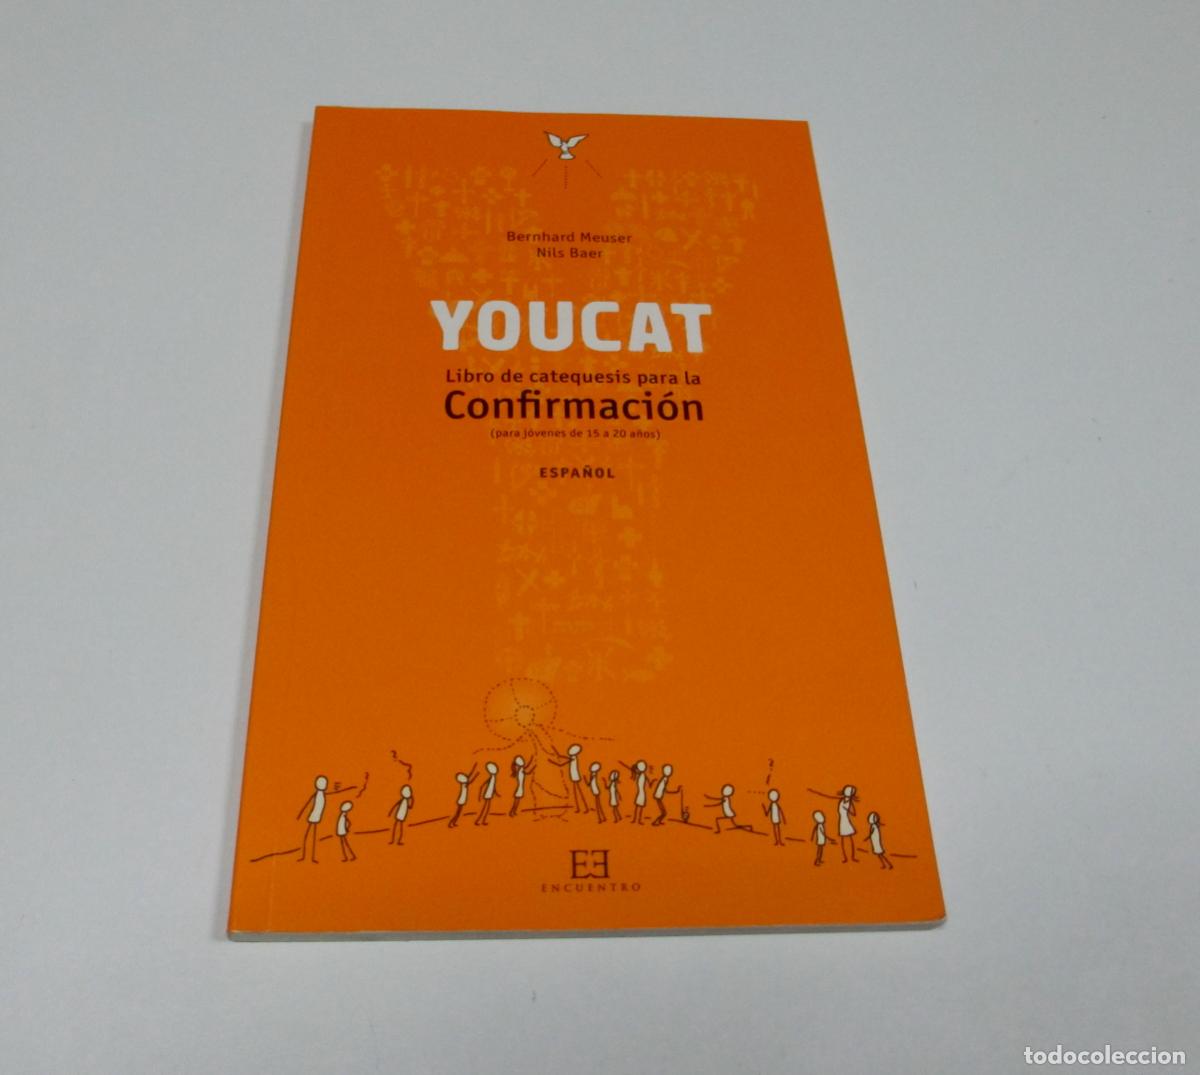 Bernhard Meuser
Nils Baer
YOUCAT
Libro de catequesis para la
Confirmación
(para jóvenes de 15 a 20 años)
ESPAÑOL
?
?
?
EE
ENCUENTRO
todocoleccion